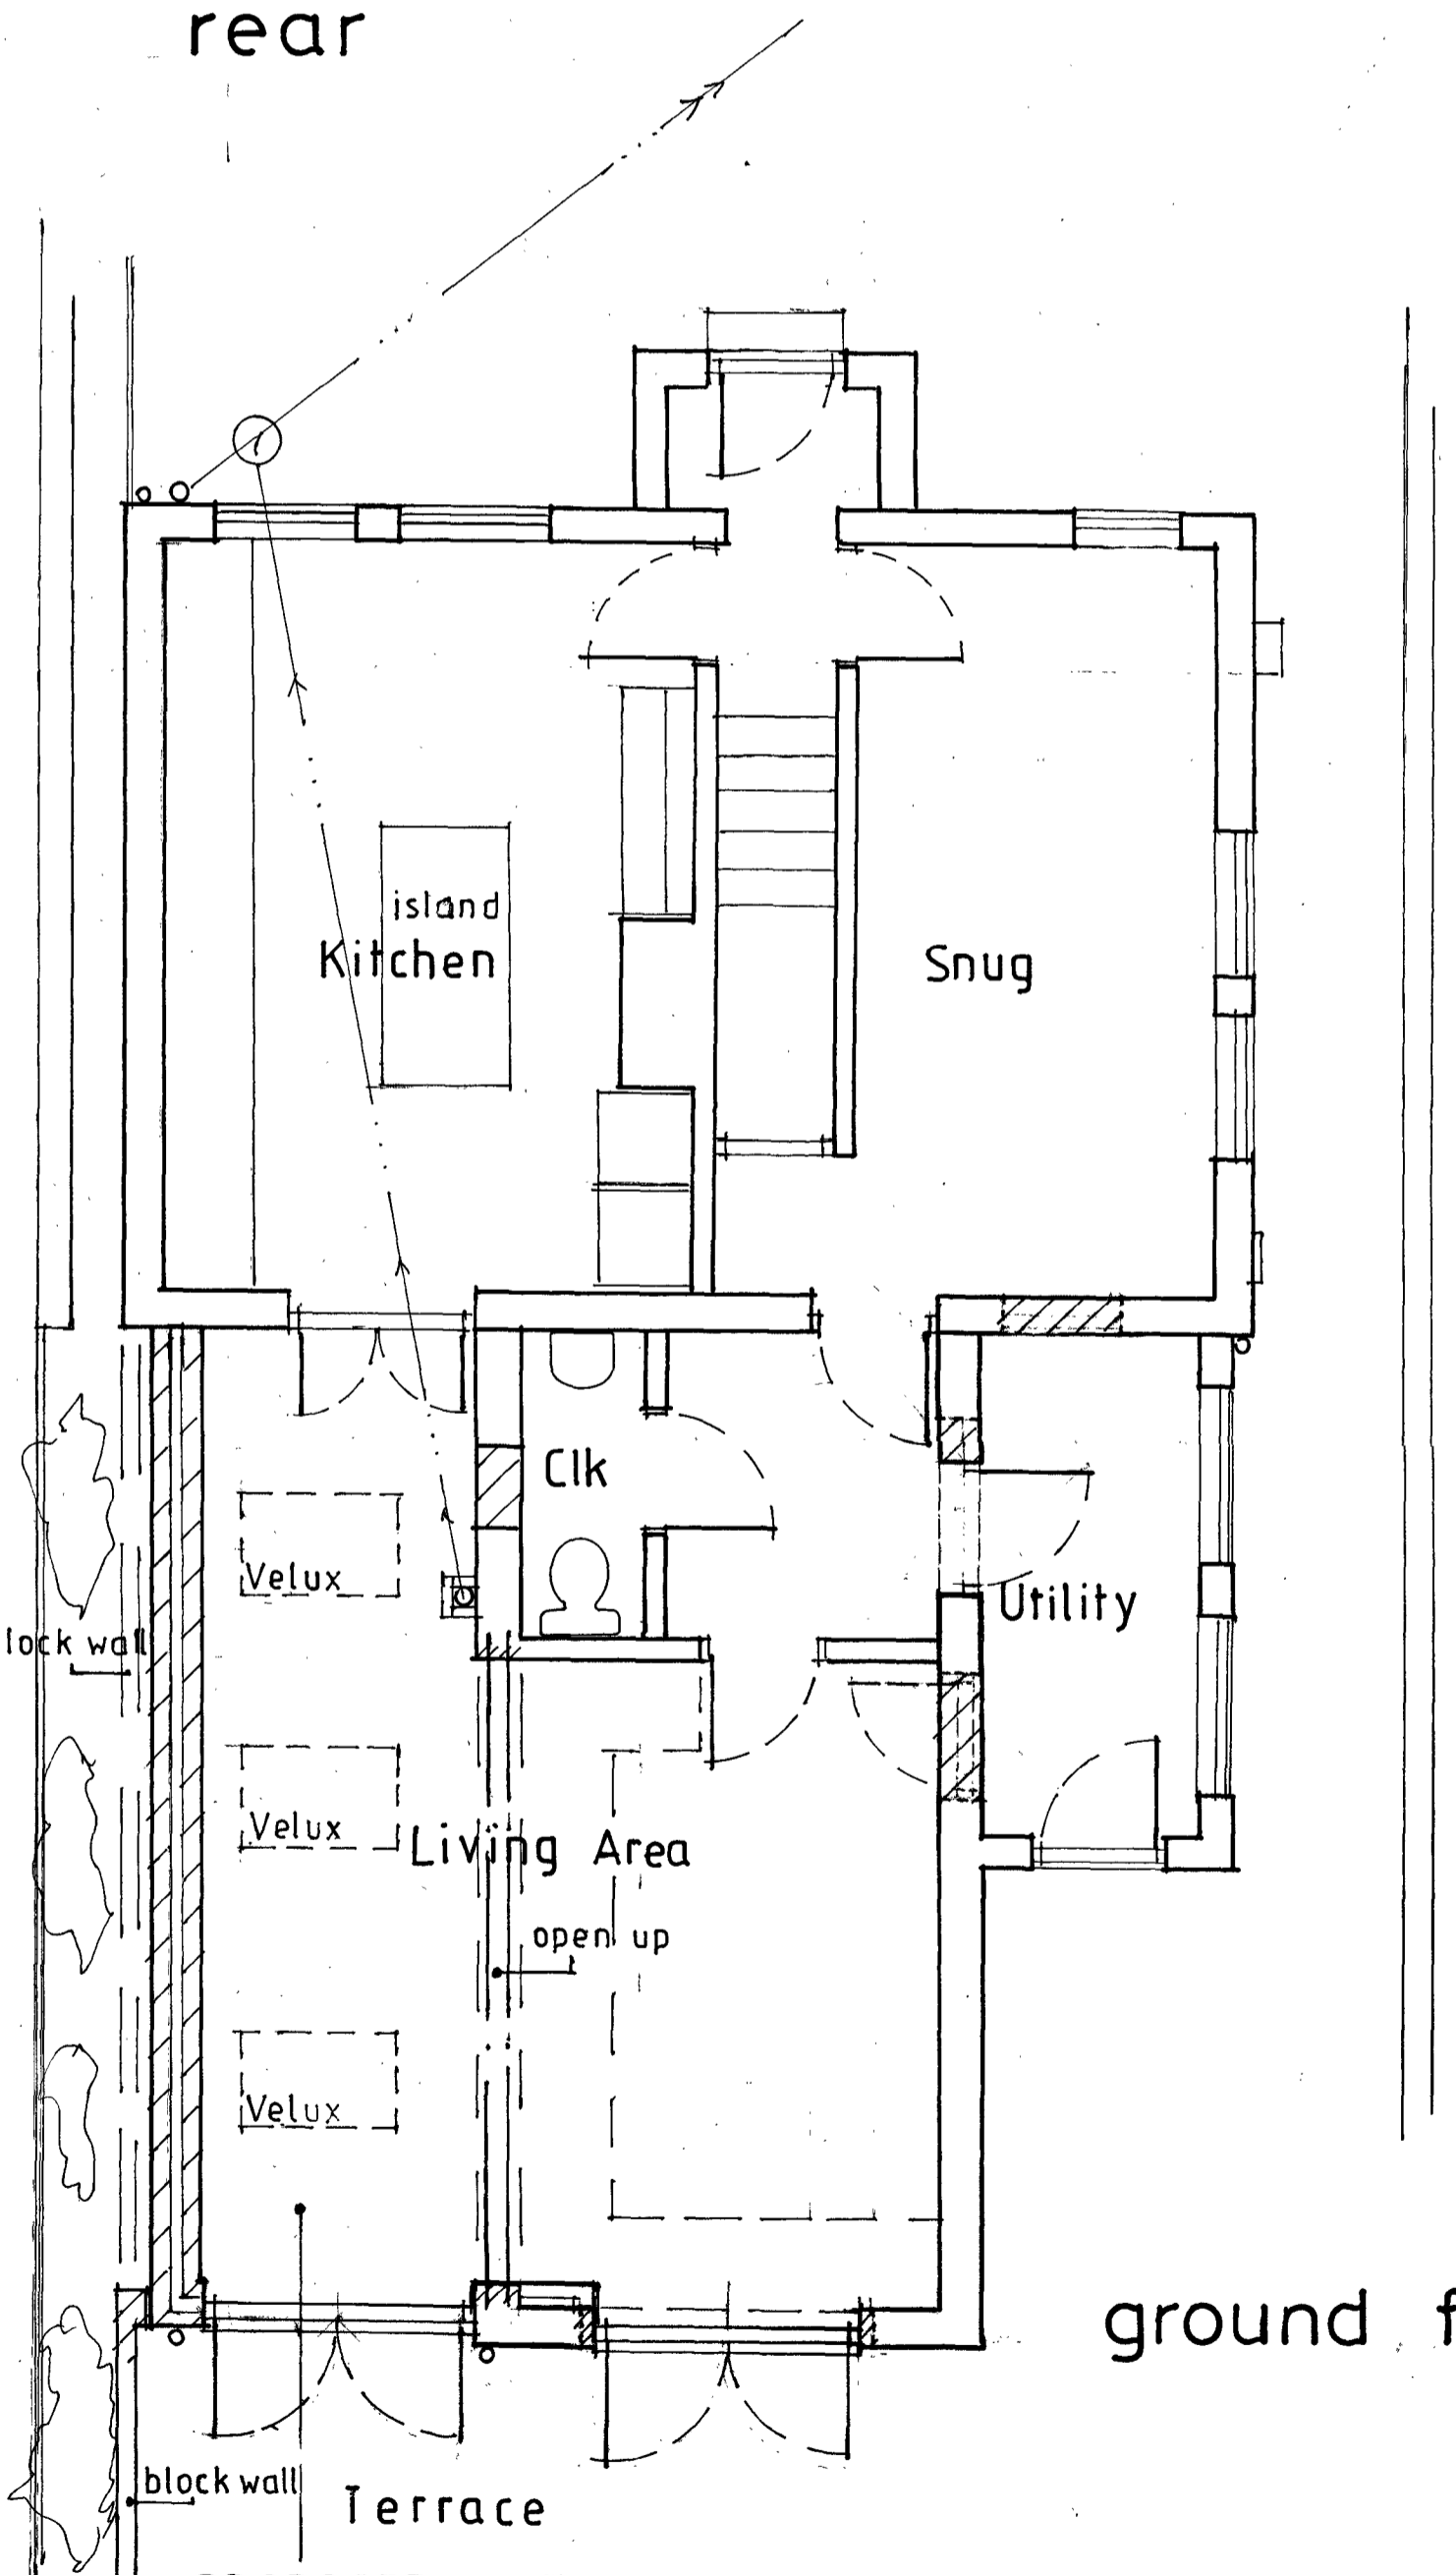 rear
island
Kitchen
Snug
Clk
Velux
Utility
lock wall
Velux
Living Area
open up
Velux
ground f
block wall
Terrace